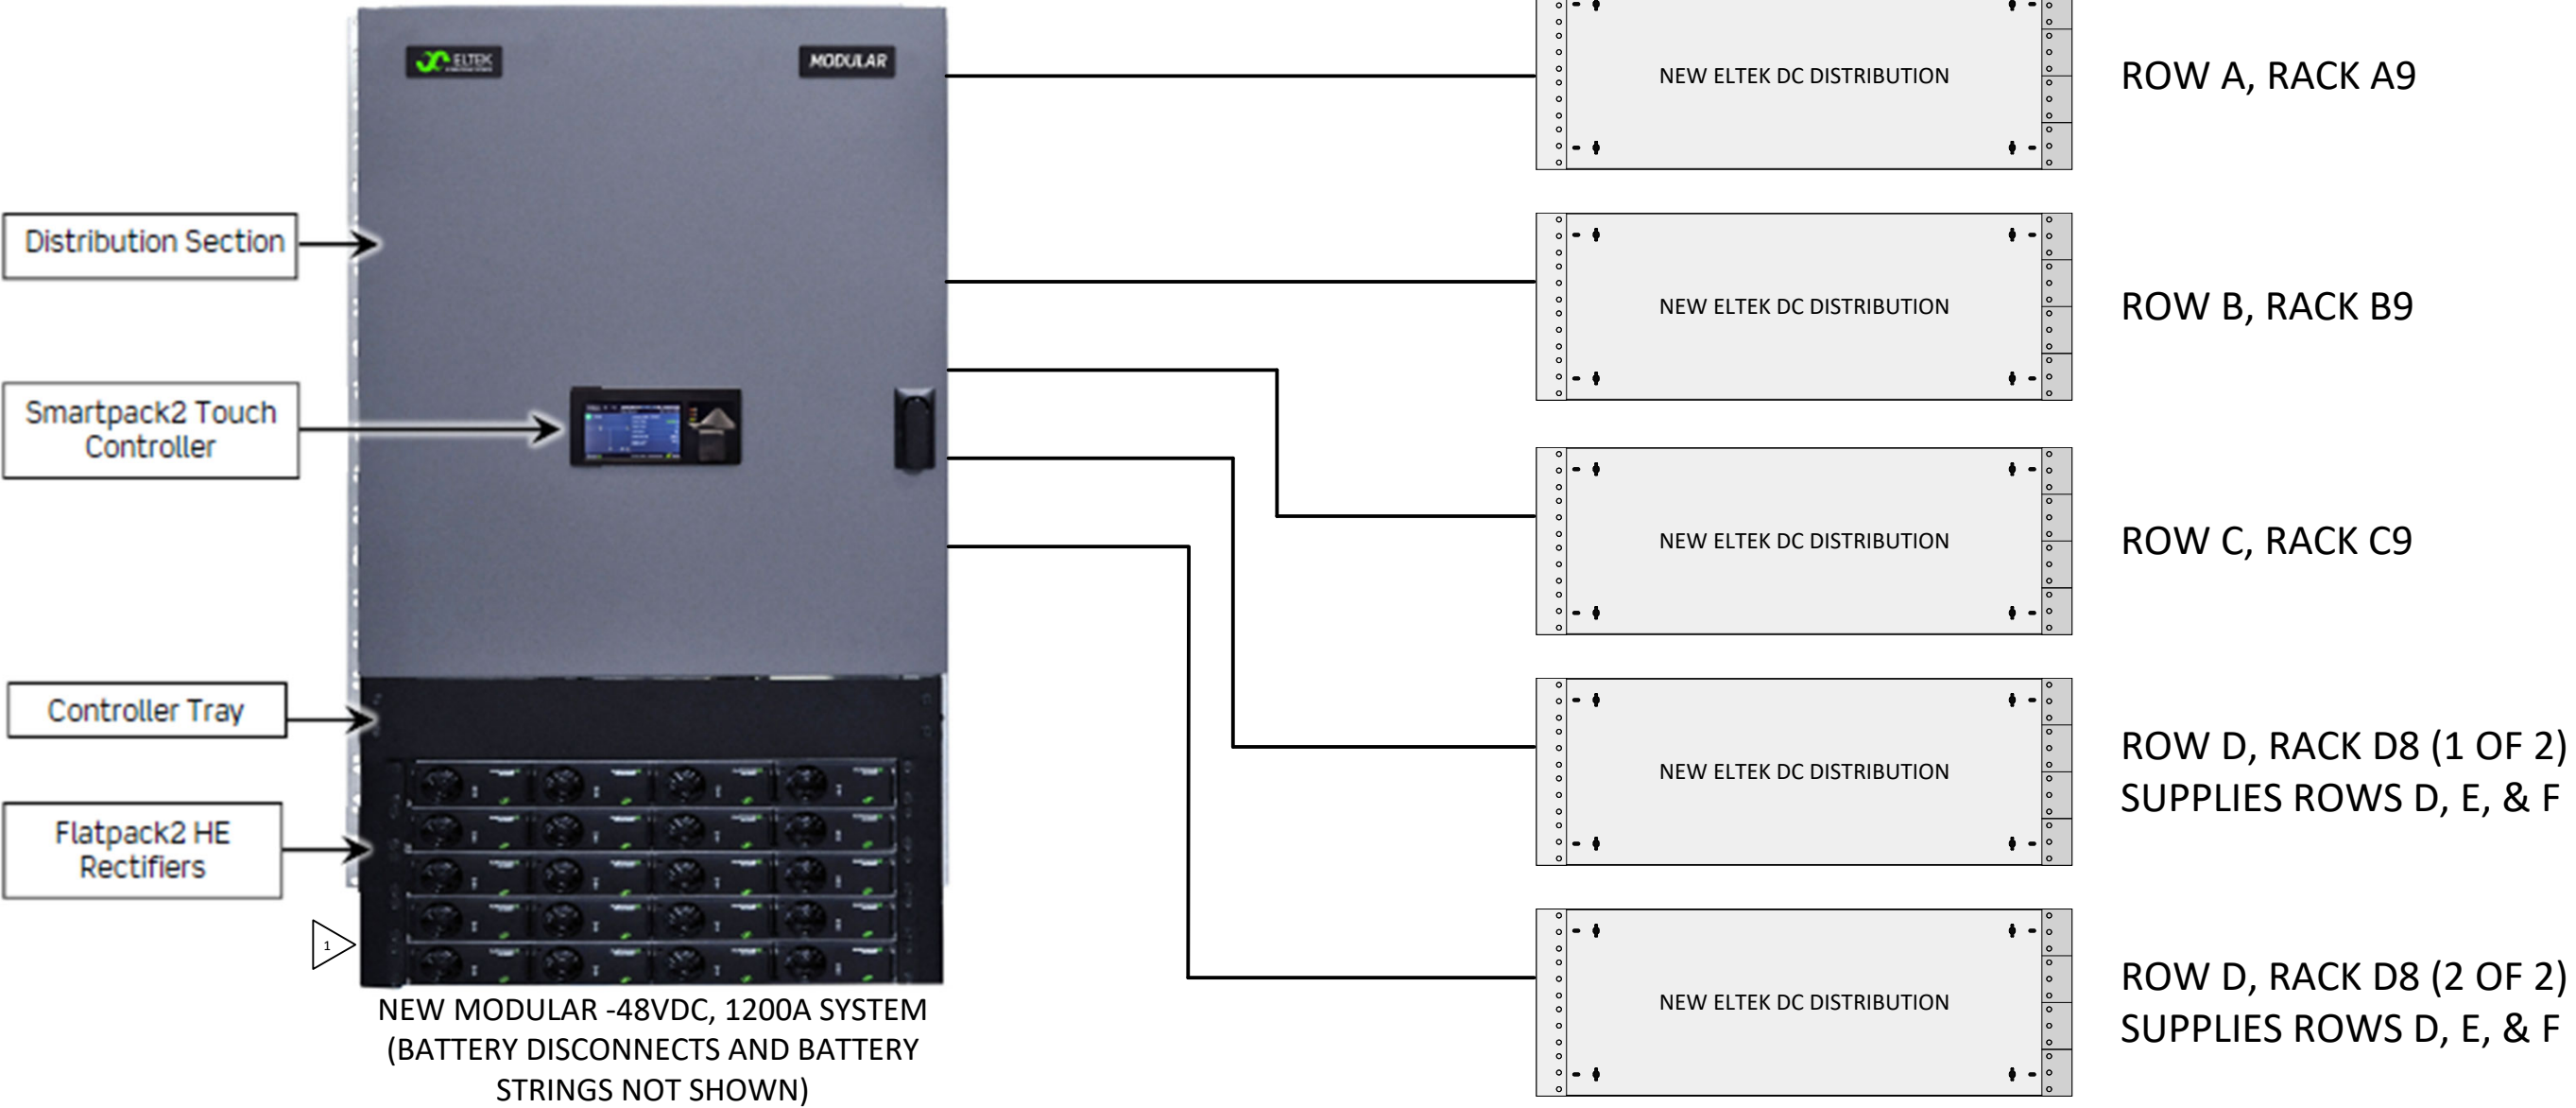 ELTEK
MODULAR
Distribution Section
Smartpack2 Touch
Controller
Controller Tray
Flatpack2 HE
Rectifiers
1
NEW MODULAR -48VDC, 1200A SYSTEM
(BATTERY DISCONNECTS AND BATTERY
STRINGS NOT SHOWN)
NEW ELTEK DC DISTRIBUTION
ROW A, RACK A9
NEW ELTEK DC DISTRIBUTION
ROW B, RACK B9
NEW ELTEK DC DISTRIBUTION
ROW C, RACK C9
NEW ELTEK DC DISTRIBUTION
ROW D, RACK D8 (1 OF 2)
SUPPLIES ROWS D, E, & F
NEW ELTEK DC DISTRIBUTION
ROW D, RACK D8 (2 OF 2)
SUPPLIES ROWS D, E, & F